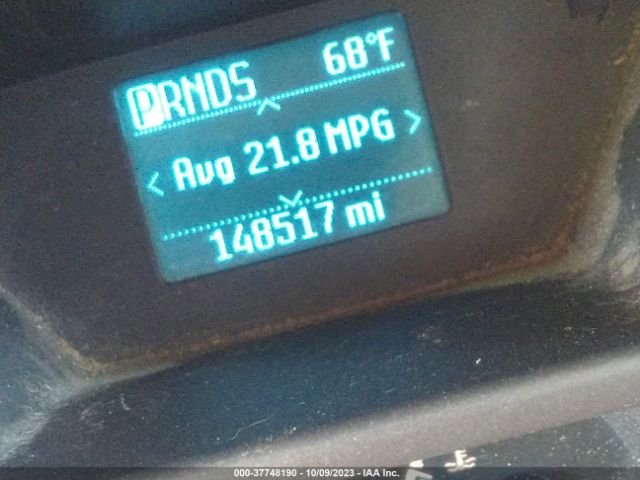 PRNDS 68°F
< Avg 21.8 MPG >
148517 mi
000-37748190 - 10/09/2023 - IAA Inc.